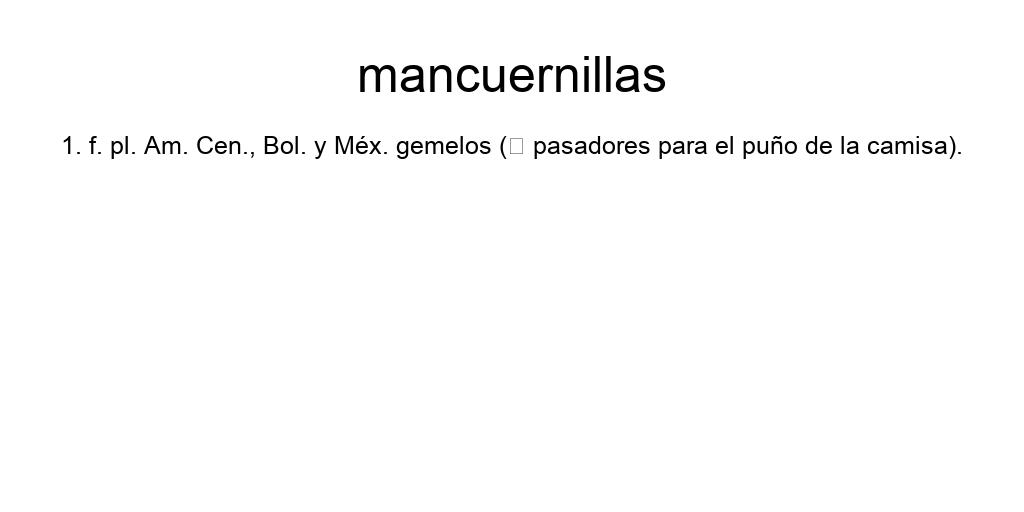 mancuernillas
1. f. pl. Am. Cen., Bol. y Méx. gemelos (▯ pasadores para el puño de la camisa).